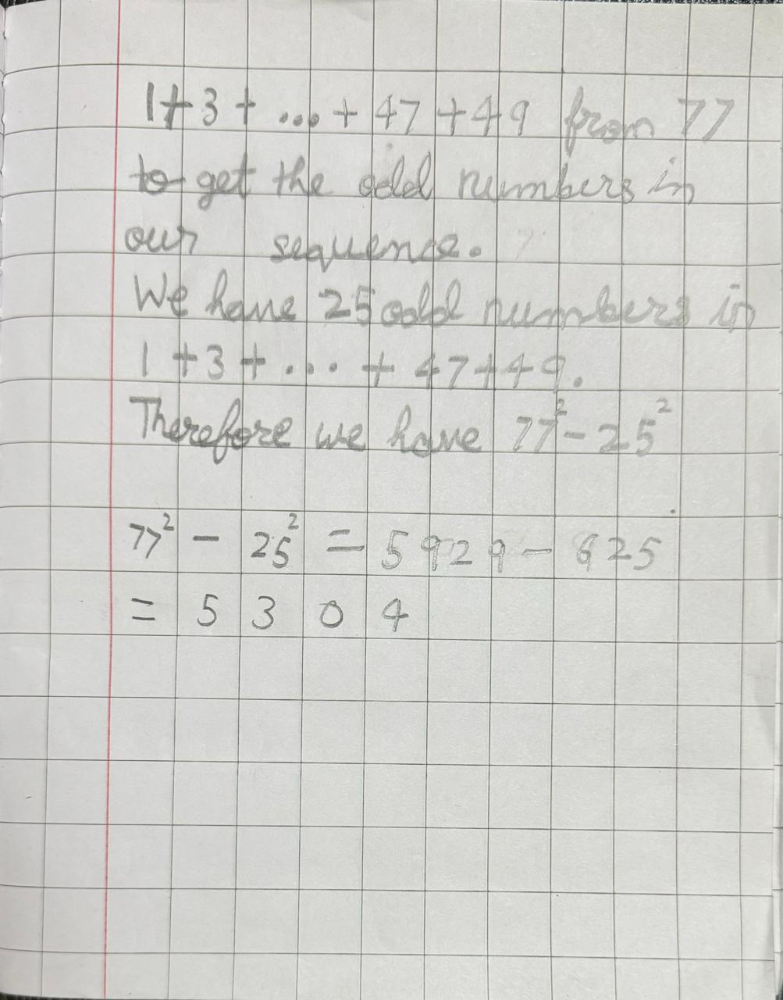 1+3+...+47+49 from 77
to get the odd numbers in
our sequence.
We have 25 odd numbers in
1+3+...+47+49.
Therefore we have 77²-25²
77² - 25² = 5929 - 625
= 5304